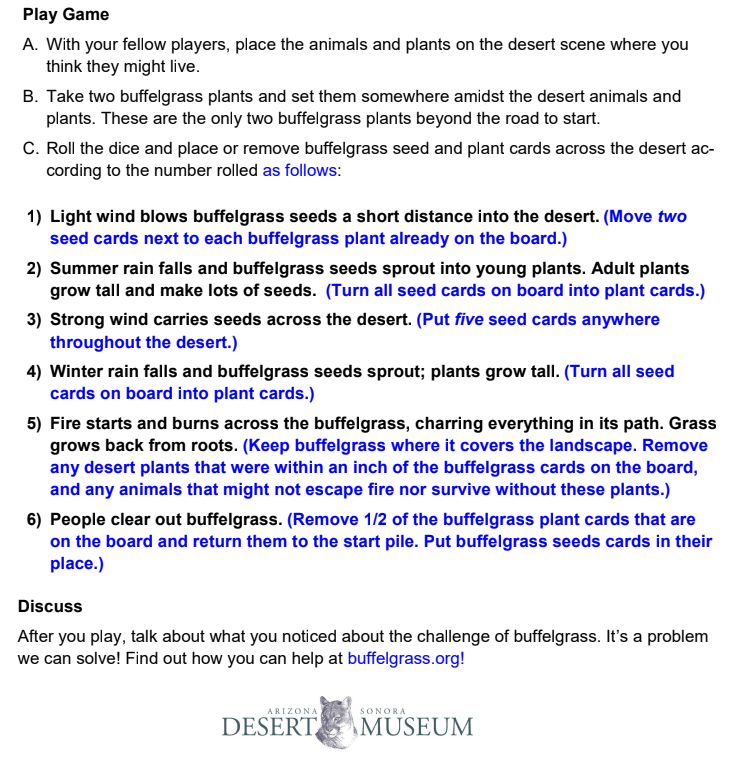 Play Game
A. With your fellow players, place the animals and plants on the desert scene where you
think they might live.
B. Take two buffelgrass plants and set them somewhere amidst the desert animals and
plants. These are the only two buffelgrass plants beyond the road to start.
C. Roll the dice and place or remove buffelgrass seed and plant cards across the desert ac-
cording to the number rolled as follows:
1) Light wind blows buffelgrass seeds a short distance into the desert. (Move two
seed cards next to each buffelgrass plant already on the board.)
2) Summer rain falls and buffelgrass seeds sprout into young plants. Adult plants
grow tall and make lots of seeds. (Turn all seed cards on board into plant cards.)
3) Strong wind carries seeds across the desert. (Put five seed cards anywhere
throughout the desert.)
4) Winter rain falls and buffelgrass seeds sprout; plants grow tall. (Turn all seed
cards on board into plant cards.)
5) Fire starts and burns across the buffelgrass, charring everything in its path. Grass
grows back from roots. (Keep buffelgrass where it covers the landscape. Remove
any desert plants that were within an inch of the buffelgrass cards on the board,
and any animals that might not escape fire nor survive without these plants.)
6) People clear out buffelgrass. (Remove 1/2 of the buffelgrass plant cards that are
on the board and return them to the start pile. Put buffelgrass seeds cards in their
place.)
Discuss
After you play, talk about what you noticed about the challenge of buffelgrass. It's a problem
we can solve! Find out how you can help at buffelgrass.org!
ARIZONA SONORA
DESERT MUSEUM